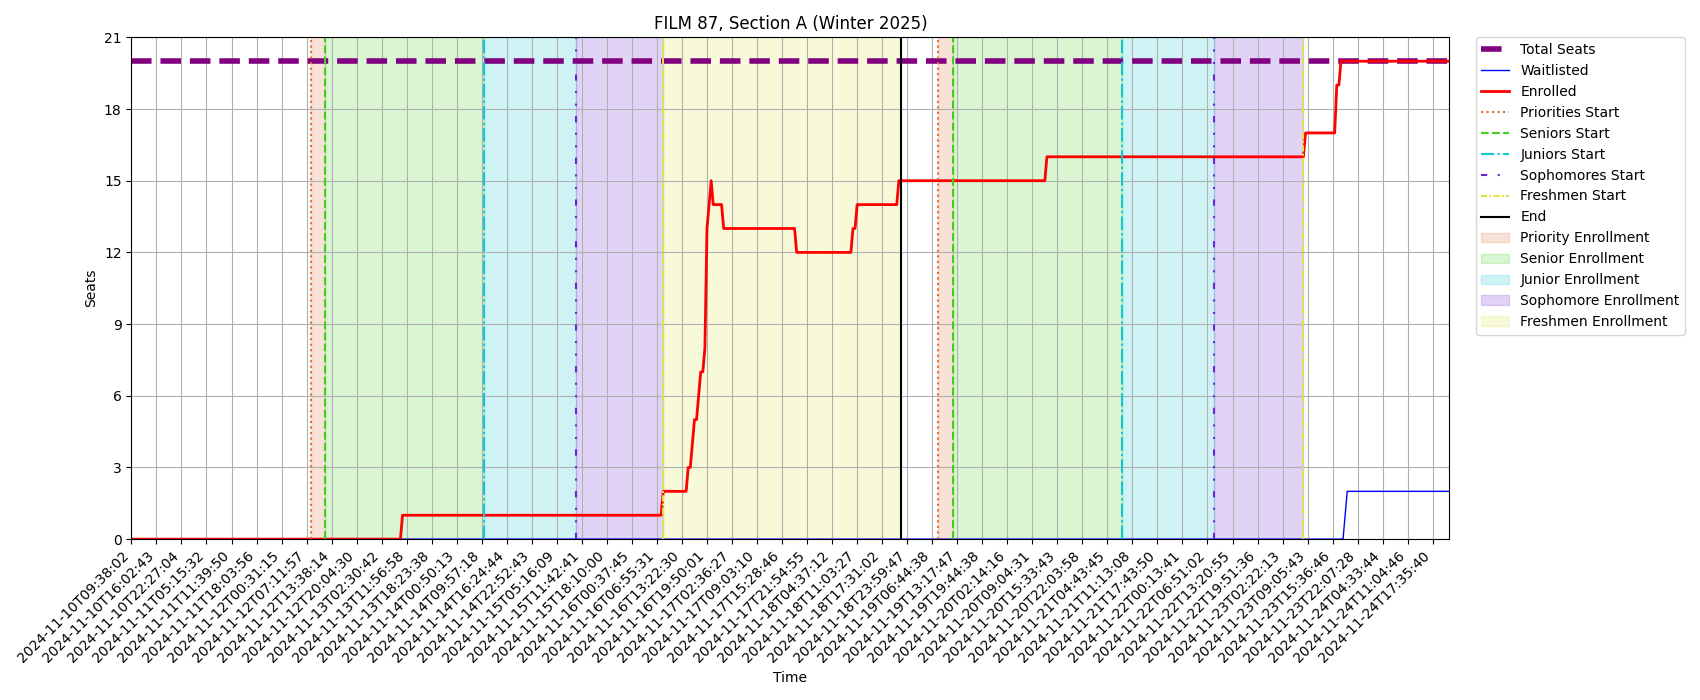 FILM 87, Section A (Winter 2025)
21
18
15
12
9
6
3
0
Seats
2024-11-10T09:38:02
2024-11-10T16:02:43
2024-11-10T22:27:04
2024-11-11T05:15:32
2024-11-11T11:39:50
2024-11-11T18:03:56
2024-11-12T00:31:15
2024-11-12T07:11:57
2024-11-12T13:38:14
2024-11-12T20:04:30
2024-11-13T02:30:42
2024-11-13T11:56:58
2024-11-13T18:23:38
2024-11-14T00:50:13
2024-11-14T09:57:18
2024-11-14T16:24:44
2024-11-14T22:52:43
2024-11-15T05:16:09
2024-11-15T11:42:41
2024-11-15T18:10:00
2024-11-16T00:37:45
2024-11-16T06:55:31
2024-11-16T13:22:30
2024-11-16T19:50:01
2024-11-17T02:36:27
2024-11-17T09:03:10
2024-11-17T15:28:46
2024-11-17T21:54:55
2024-11-18T04:37:12
2024-11-18T11:03:27
2024-11-18T17:31:02
2024-11-18T23:59:47
2024-11-19T06:44:38
2024-11-19T13:17:47
2024-11-19T19:44:38
2024-11-20T02:14:16
2024-11-20T09:04:31
2024-11-20T15:33:43
2024-11-20T22:03:58
2024-11-21T04:43:45
2024-11-21T11:13:08
2024-11-21T17:43:50
2024-11-22T00:13:41
2024-11-22T06:51:02
2024-11-22T13:20:55
2024-11-22T19:51:36
2024-11-23T02:22:13
2024-11-23T09:05:43
2024-11-23T15:36:46
2024-11-23T22:07:28
2024-11-24T04:33:44
2024-11-24T11:04:46
2024-11-24T17:35:40
Time
Total Seats
Waitlisted
Enrolled
Priorities Start
Seniors Start
Juniors Start
Sophomores Start
Freshmen Start
End
Priority Enrollment
Senior Enrollment
Junior Enrollment
Sophomore Enrollment
Freshmen Enrollment